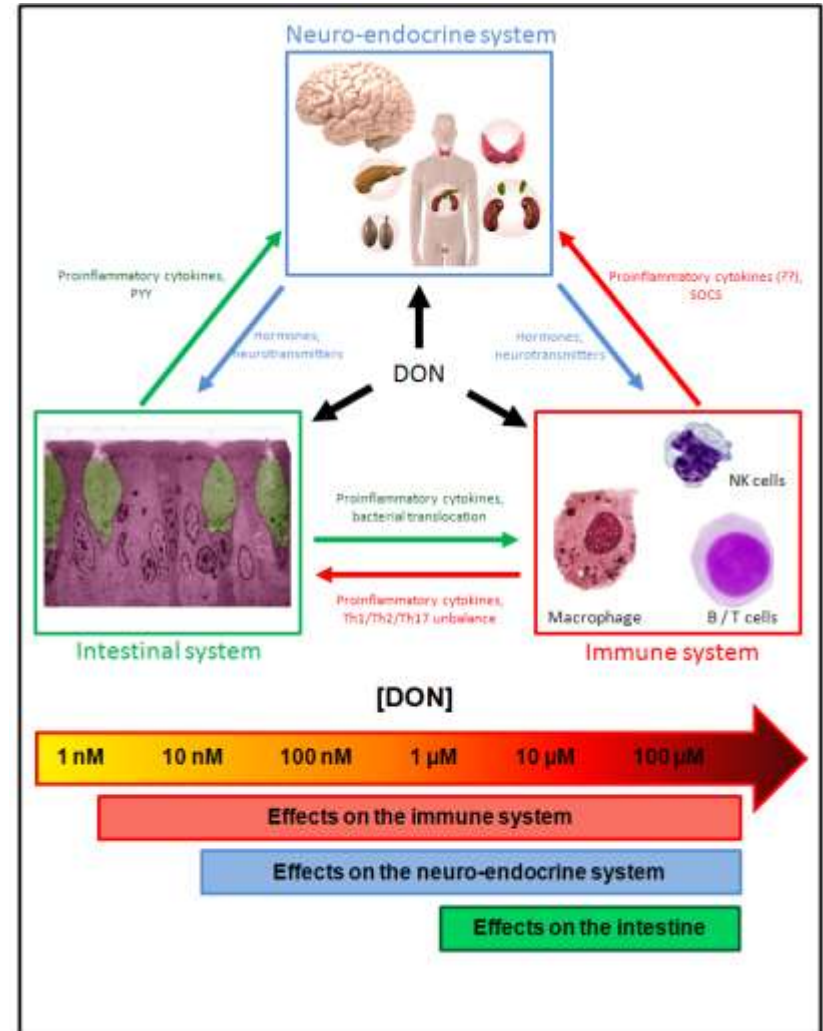 Neuro-endocrine system
Proinflammatory cytokines,
PYY
Proinflammatory cytokines (??),
SOCS
Hormones,
neurotransmitters
Hormones,
neurotransmitters
DON
NK cells
Macrophage
B / T cells
Proinflammatory cytokines,
bacterial translocation
Proinflammatory cytokines,
Th1/Th2/Th17 unbalance
Intestinal system
Immune system
[DON]
1 nM 10 nM 100 nM 1 µM 10 µM 100 µM
Effects on the immune system
Effects on the neuro-endocrine system
Effects on the intestine